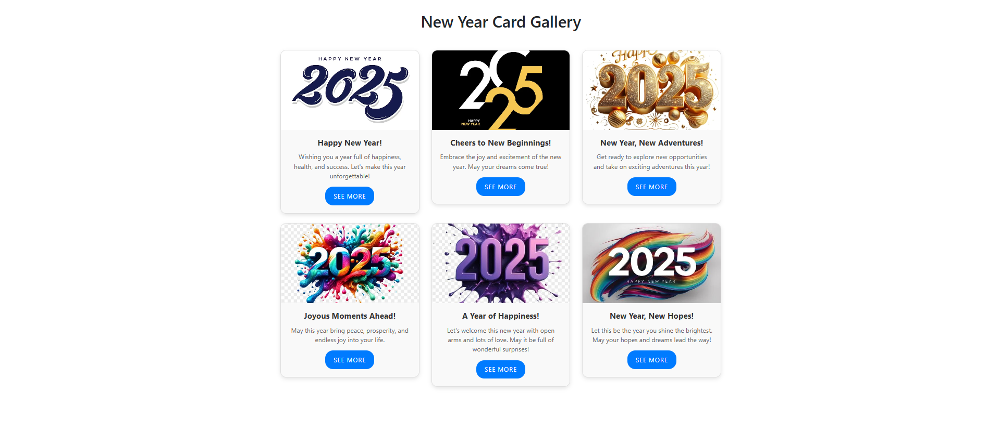 New Year Card Gallery
HAPPY NEW YEAR
2025
Happy New Year!
Wishing you a year full of happiness,
health, and success. Let's make this year
unforgettable!
SEE MORE
2025
HAPPY
NEW YEAR
Cheers to New Beginnings!
Embrace the joy and excitement of the new
year. May your dreams come true!
SEE MORE
Happy
2025
New Year, New Adventures!
Get ready to explore new opportunities
and take on exciting adventures this year!
SEE MORE
2025
Joyous Moments Ahead!
May this year bring peace, prosperity, and
endless joy into your life.
SEE MORE
2025
A Year of Happiness!
Let's welcome this new year with open
arms and lots of love. May it be full of
wonderful surprises!
SEE MORE
2025
HAPPY NEW YEAR
New Year, New Hopes!
Let this be the year you shine the brightest.
May your hopes and dreams lead the way!
SEE MORE